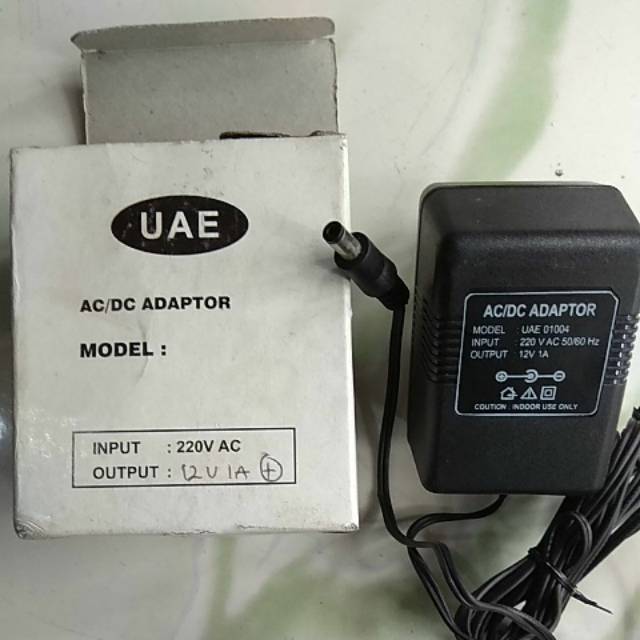 UAE
AC/DC ADAPTOR
MODEL :
INPUT : 220V AC
OUTPUT : 12V 1A +
AC/DC ADAPTOR
MODEL : UAE 01004
INPUT : 220 V AC 50/60 Hz
OUTPUT 12V 1A
+ −
CAUTION : INDOOR USE ONLY